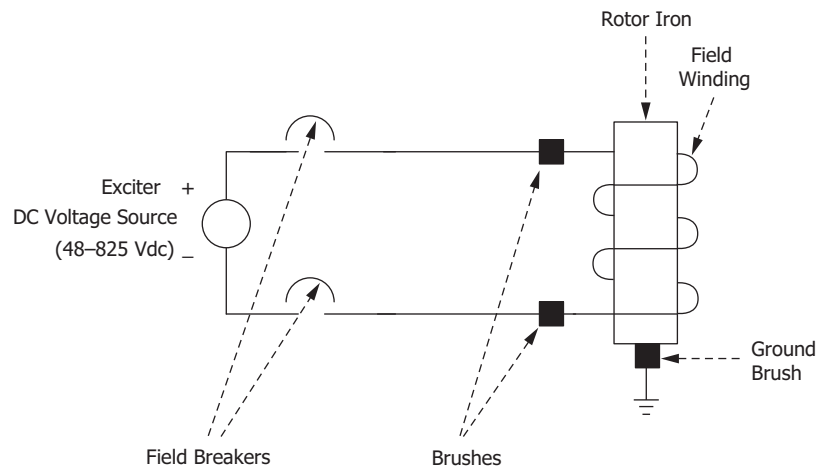 Rotor Iron
Field
Winding
Exciter +
DC Voltage Source
(48–825 Vdc) –
Ground
Brush
Field Breakers
Brushes